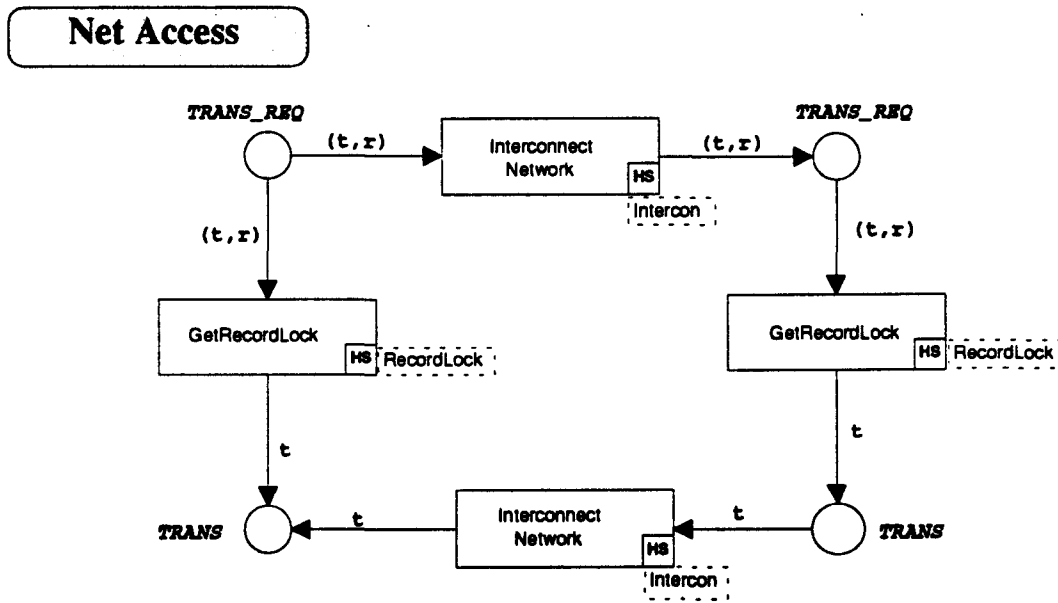 Net Access
TRANS_REQ
TRANS_REQ
(t,r)
Interconnect
Network
(t,r)
HS
Intercon
(t,r)
(t,r)
GetRecordLock
GetRecordLock
HS
RecordLock
HS
RecordLock
t
t
TRANS
t
Interconnect
Network
t
TRANS
HS
Intercon